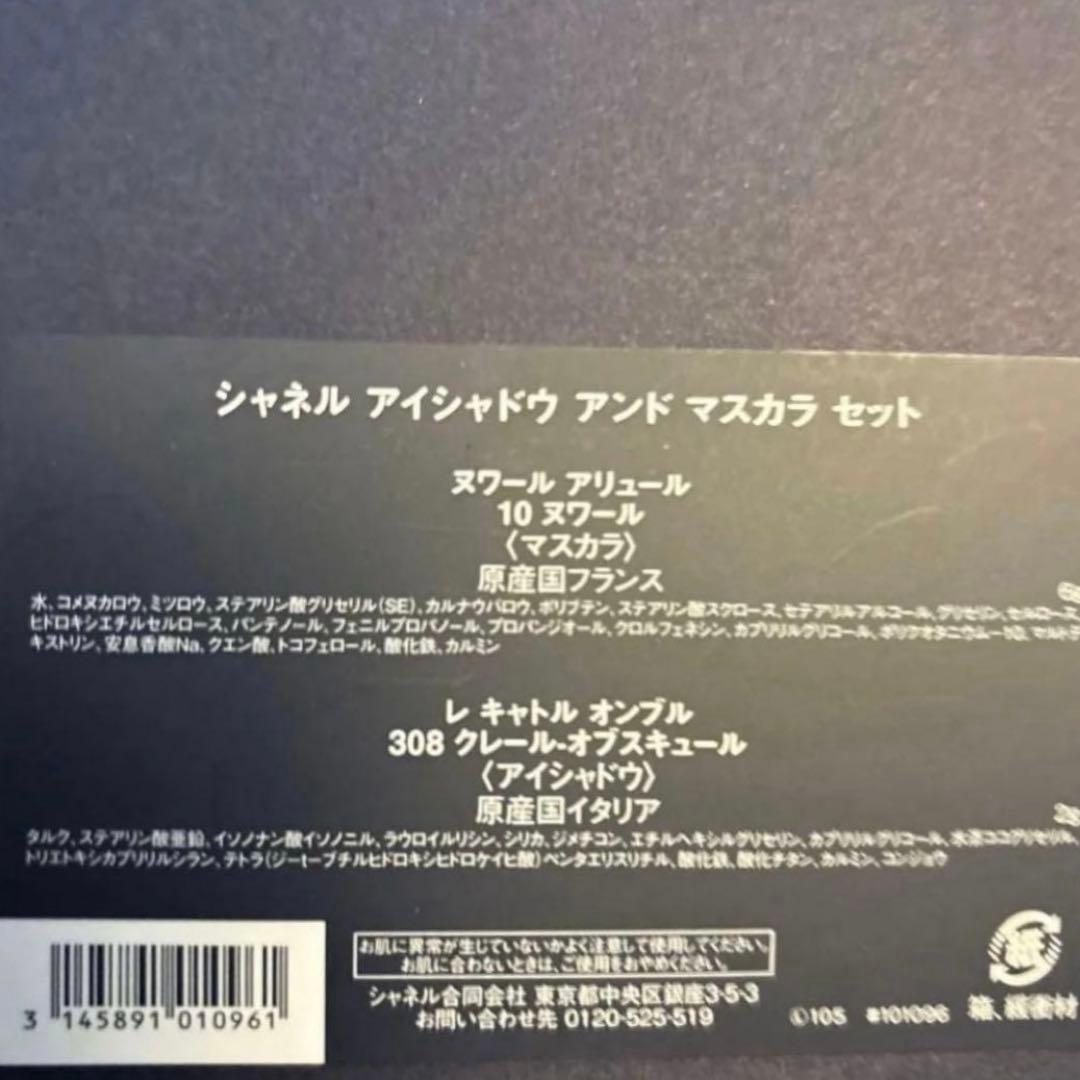 シャネル アイシャドウ アンド マスカラ セット
ヌワール アリュール
10 ヌワール
〈マスカラ〉
原産国フランス
水、コメヌカロウ、ミツロウ、ステアリン酸グリセリル(SE)、カルナウバロウ、ポリブテン、ステアリン酸スクロース、セテアリルアルコール、グリセリン、セルロース
ヒドロキシエチルセルロース、パンテノール、フェニルプロパノール、プロパンジオール、クロルフェネシン、カプリリルグリコール、
キストリン、安息香酸Na、クエン酸、トコフェロール、酸化鉄、カルミン
レ キャトル オンブル
308 クレール-オブスキュール
〈アイシャドウ〉
原産国イタリア
タルク、ステアリン酸亜鉛、イソノナン酸イソノニル、ラウロイルリシン、シリカ、ジメチコン、エチルヘキシルグリセリン、カプリリルグリコール、水添ココグリセリル、
トリエトキシカプリリルシラン、テトラ(ジーtーブチルヒドロキシヒドロケイヒ酸)ペンタエリスリチル、酸化鉄、酸化チタン、カルミン、コンジョウ
お肌に異常が生じていないかよく注意して使用してください。
お肌に合わないときは、ご使用をおやめください。
シャネル合同会社 東京都中央区銀座3-5-3
お問い合わせ先 0120-525-519
3 145891 010961
©105 #101096
紙
箱、緩衝材